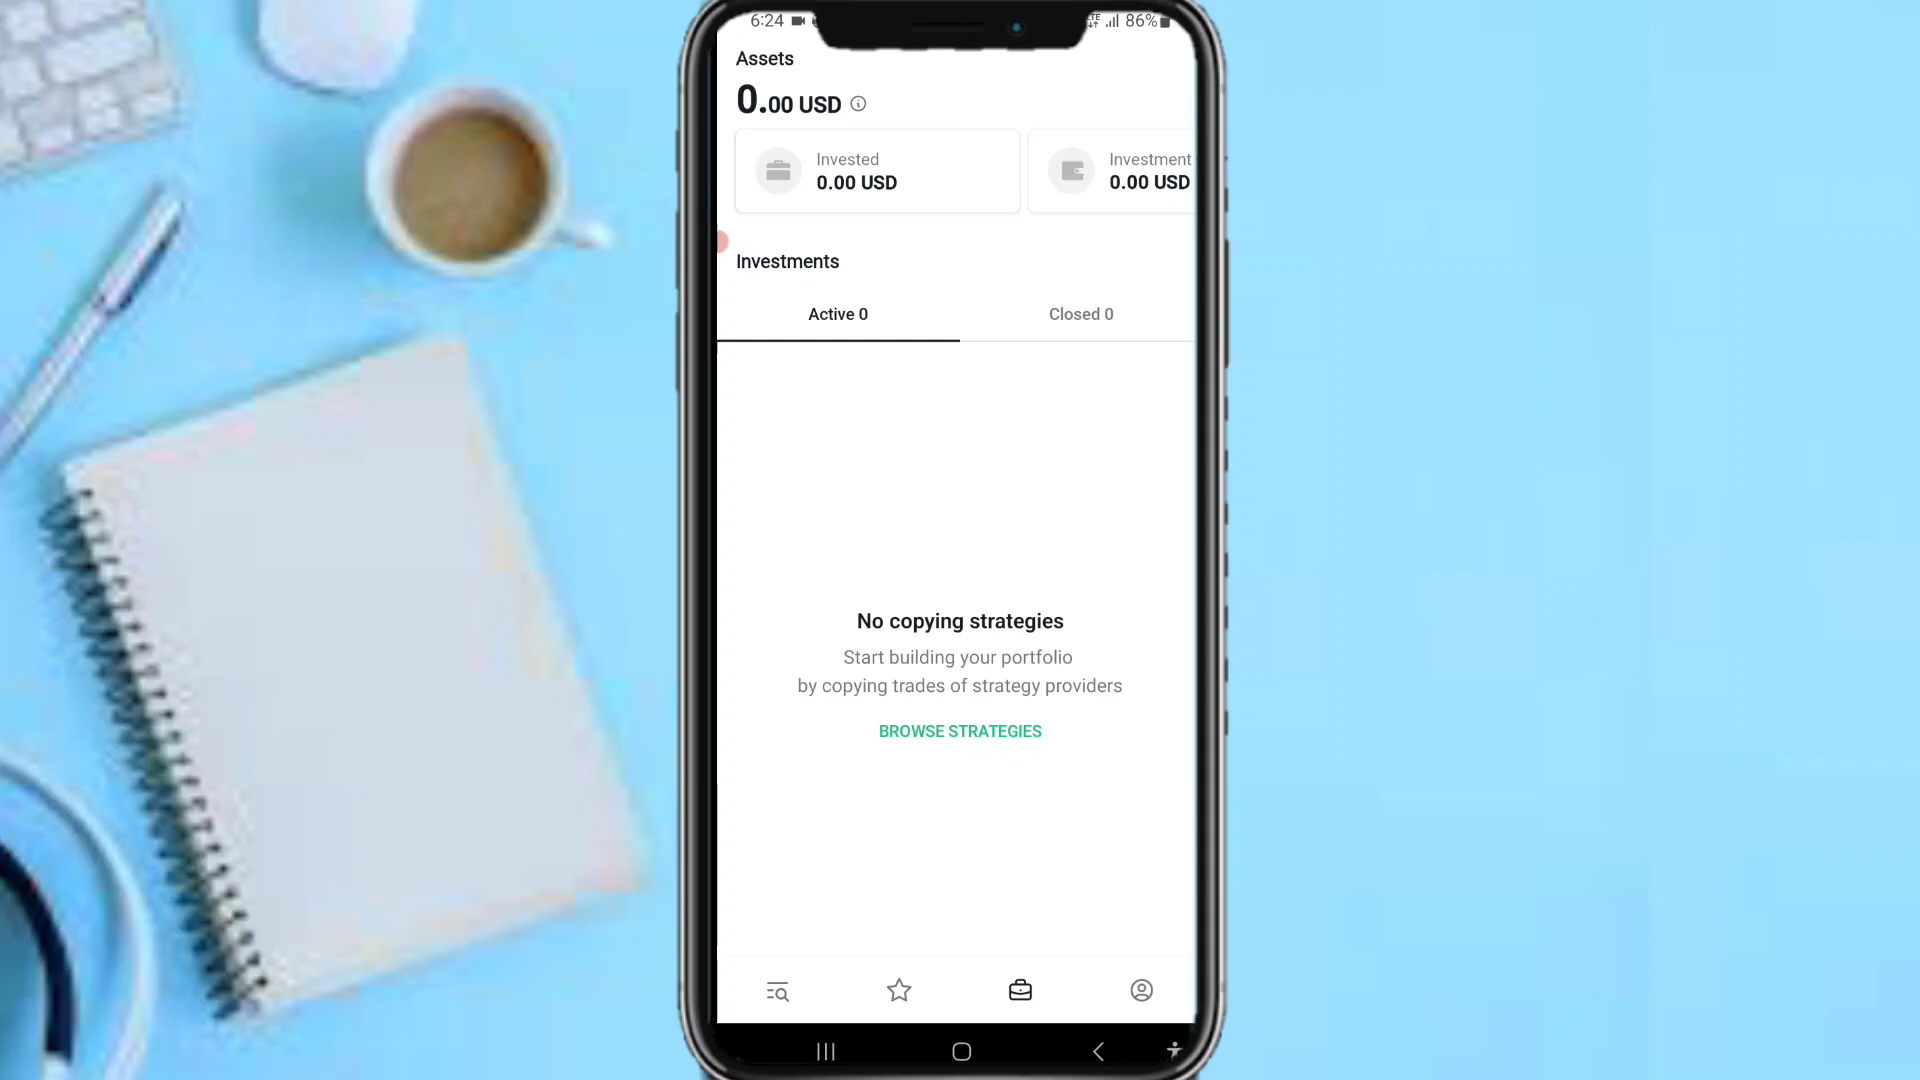 6:24 86%
Assets
0.00 USD
Invested
0.00 USD
Investment
0.00 USD
Investments
Active 0
Closed 0
No copying strategies
Start building your portfolio
by copying trades of strategy providers
BROWSE STRATEGIES